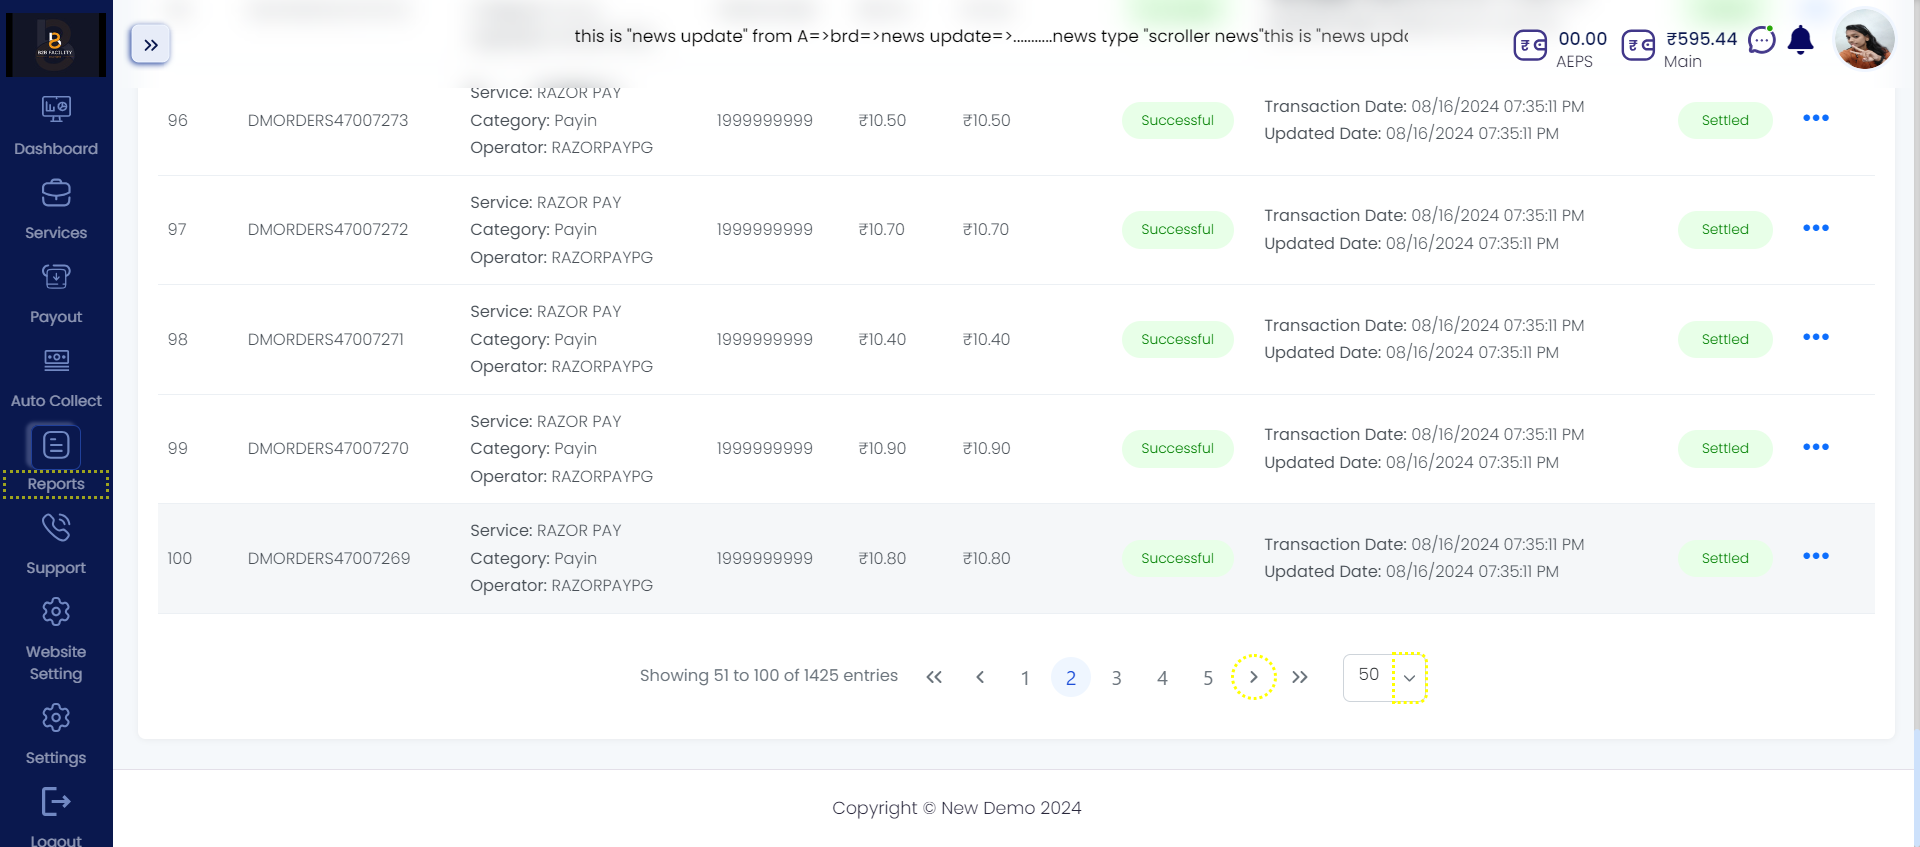 B2B FACILITY
this is "news update" from A=>brd=>news update=>...........news type "scroller news"this is "news upd
00.00
AEPS
₹595.44
Main
Dashboard
Services
Payout
Auto Collect
Reports
Support
Website
Setting
Settings
Logout
Service: RAZOR PAY
96 DMORDERS47007273 Category: Payin 1999999999 ₹10.50 ₹10.50 Successful Transaction Date: 08/16/2024 07:35:11 PM Settled
Operator: RAZORPAYPG Updated Date: 08/16/2024 07:35:11 PM
Service: RAZOR PAY
97 DMORDERS47007272 Category: Payin 1999999999 ₹10.70 ₹10.70 Successful Transaction Date: 08/16/2024 07:35:11 PM Settled
Operator: RAZORPAYPG Updated Date: 08/16/2024 07:35:11 PM
Service: RAZOR PAY
98 DMORDERS47007271 Category: Payin 1999999999 ₹10.40 ₹10.40 Successful Transaction Date: 08/16/2024 07:35:11 PM Settled
Operator: RAZORPAYPG Updated Date: 08/16/2024 07:35:11 PM
Service: RAZOR PAY
99 DMORDERS47007270 Category: Payin 1999999999 ₹10.90 ₹10.90 Successful Transaction Date: 08/16/2024 07:35:11 PM Settled
Operator: RAZORPAYPG Updated Date: 08/16/2024 07:35:11 PM
Service: RAZOR PAY
100 DMORDERS47007269 Category: Payin 1999999999 ₹10.80 ₹10.80 Successful Transaction Date: 08/16/2024 07:35:11 PM Settled
Operator: RAZORPAYPG Updated Date: 08/16/2024 07:35:11 PM
Showing 51 to 100 of 1425 entries 1 2 3 4 5 50
Copyright © New Demo 2024